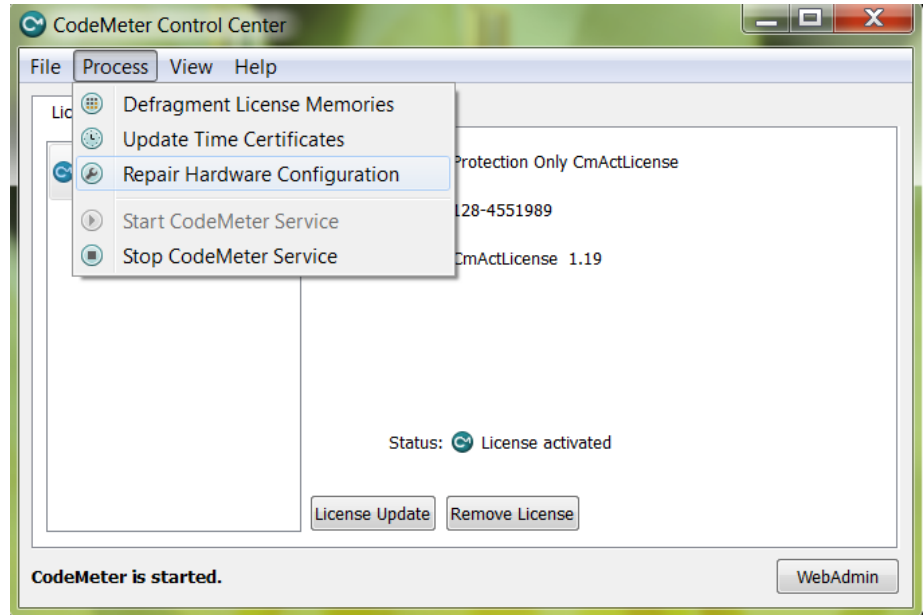 CodeMeter Control Center
File Process View Help
Lic
Defragment License Memories
Update Time Certificates
Repair Hardware Configuration
Start CodeMeter Service
Stop CodeMeter Service
Protection Only CmActLicense
128-4551989
CmActLicense 1.19
Status: License activated
License Update Remove License
CodeMeter is started. WebAdmin